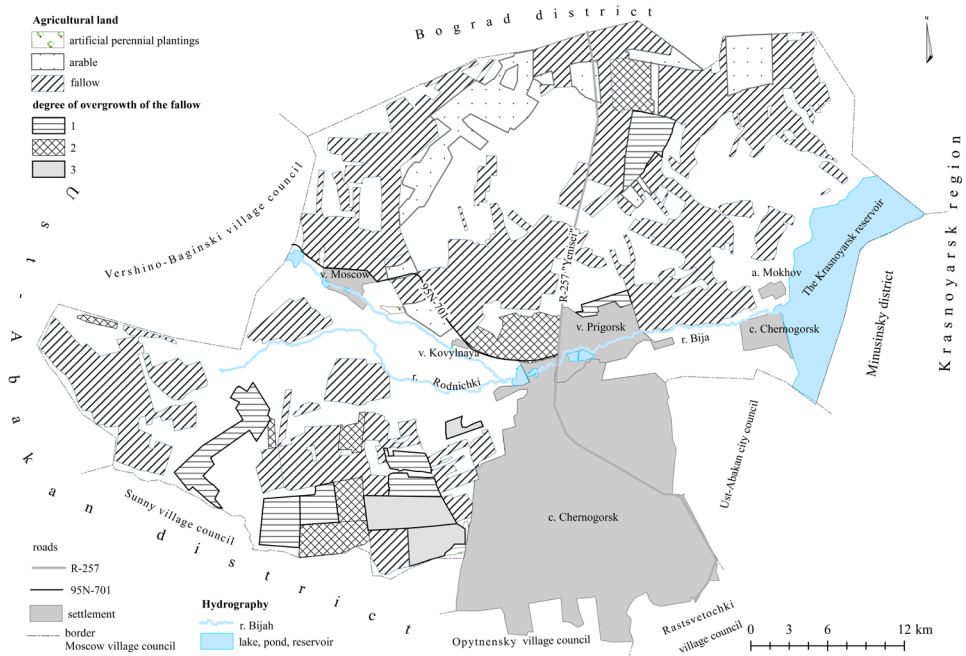 Agricultural land
artificial perennial plantings
arable
fallow
degree of overgrowth of the fallow
1
2
3
Bograd district
N
Krasnoyarsk region
Vershino-Baginski village council
Ust-Abakan district
The Krasnoyarsk reservoir
Minusinsky district
R-257 "Yenisei"
95N-701
v. Moscow
a. Mokhov
v. Prigorsk
c. Chernogorsk
r. Bija
v. Kovylnaya
r. Rodnichki
Ust-Abakan city council
c. Chernogorsk
Sunny village council
Opytnensky village council
Rastsvetochki
village council
roads
R-257
95N-701
settlement
border
Moscow village council
Hydrography
r. Bijah
lake, pond, reservoir
0 3 6 9 12 km